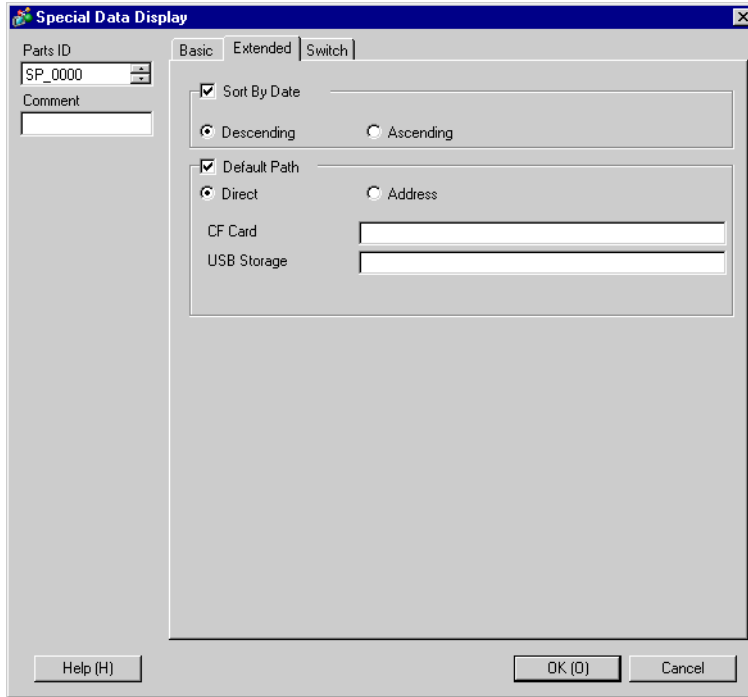 Special Data Display
Parts ID
SP_0000
Comment
Basic Extended Switch
Sort By Date
Descending Ascending
Default Path
Direct Address
CF Card
USB Storage
Help (H) OK (O) Cancel